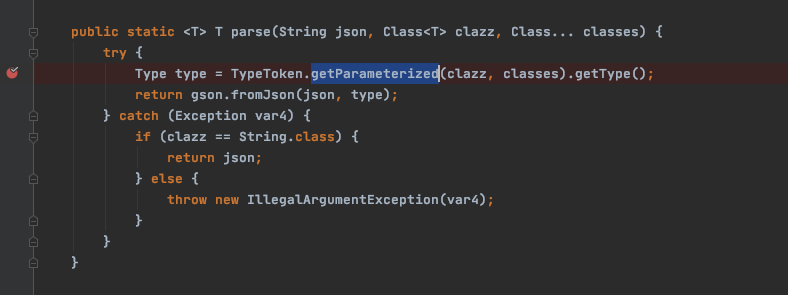 public static <T> T parse(String json, Class<T> clazz, Class... classes) {
try {
Type type = TypeToken.getParameterized(clazz, classes).getType();
return gson.fromJson(json, type);
} catch (Exception var4) {
if (clazz == String.class) {
return json;
} else {
throw new IllegalArgumentException(var4);
}
}
}